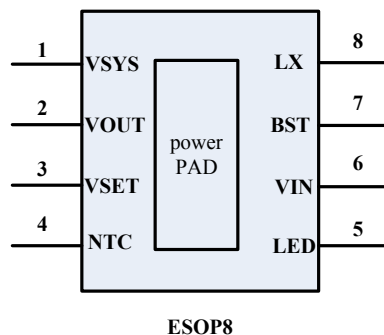 1
VSYS
2
VOUT
3
VSET
4
NTC
power
PAD
8
LX
7
BST
6
VIN
5
LED
ESOP8